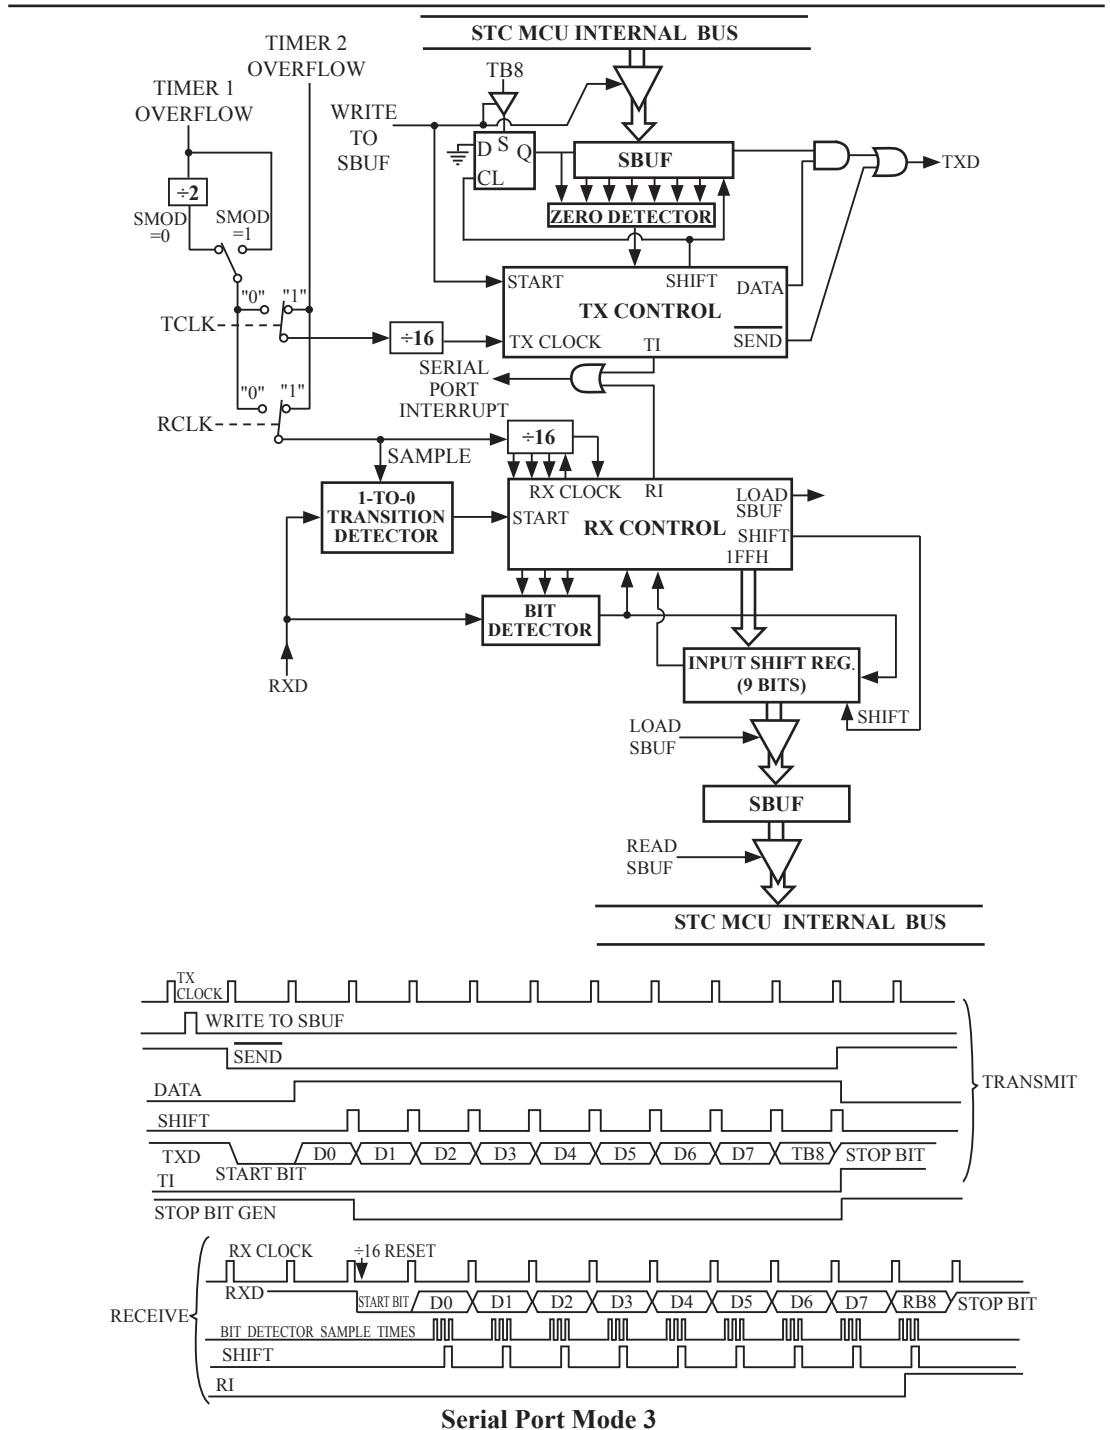 STC MCU INTERNAL BUS
TIMER 2
OVERFLOW
TIMER 1
OVERFLOW
TB8
WRITE
TO
SBUF
D
S
Q
CL
SBUF
TXD
÷2
ZERO DETECTOR
SMOD
=0
SMOD
=1
START
SHIFT
DATA
TX CONTROL
"0"
"1"
TCLK
÷16
TX CLOCK
TI
SEND
SERIAL
PORT
INTERRUPT
"0"
"1"
RCLK
÷16
SAMPLE
RX CLOCK
RI
LOAD
SBUF
1-TO-0
TRANSITION
DETECTOR
START
RX CONTROL
SHIFT
1FFH
BIT
DETECTOR
INPUT SHIFT REG.
(9 BITS)
RXD
SHIFT
LOAD
SBUF
SBUF
READ
SBUF
STC MCU INTERNAL BUS
TX
CLOCK
WRITE TO SBUF
SEND
TRANSMIT
DATA
SHIFT
TXD
START BIT
D0 D1 D2 D3 D4 D5 D6 D7 TB8 STOP BIT
TI
STOP BIT GEN
RX CLOCK
÷16 RESET
RXD
START BIT D0 D1 D2 D3 D4 D5 D6 D7 RB8 STOP BIT
RECEIVE
BIT DETECTOR SAMPLE TIMES
SHIFT
RI
Serial Port Mode 3